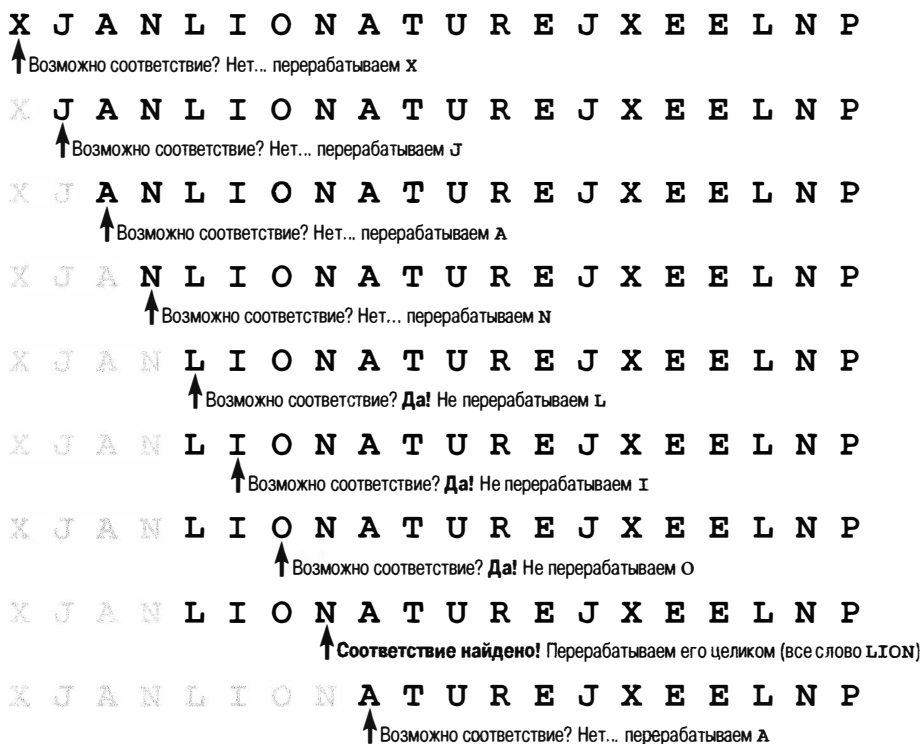 X J A N L I O N A T U R E J X E E L N P
Возможно соответствие? Нет... перерабатываем X
X J A N L I O N A T U R E J X E E L N P
Возможно соответствие? Нет... перерабатываем J
X J A N L I O N A T U R E J X E E L N P
Возможно соответствие? Нет... перерабатываем A
X J A N L I O N A T U R E J X E E L N P
Возможно соответствие? Нет... перерабатываем N
X J A N L I O N A T U R E J X E E L N P
Возможно соответствие? Да! Не перерабатываем L
X J A N L I O N A T U R E J X E E L N P
Возможно соответствие? Да! Не перерабатываем I
X J A N L I O N A T U R E J X E E L N P
Возможно соответствие? Да! Не перерабатываем O
X J A N L I O N A T U R E J X E E L N P
Соответствие найдено! Перерабатываем его целиком (все слово LION)
X J A N L I O N A T U R E J X E E L N P
Возможно соответствие? Нет... перерабатываем A